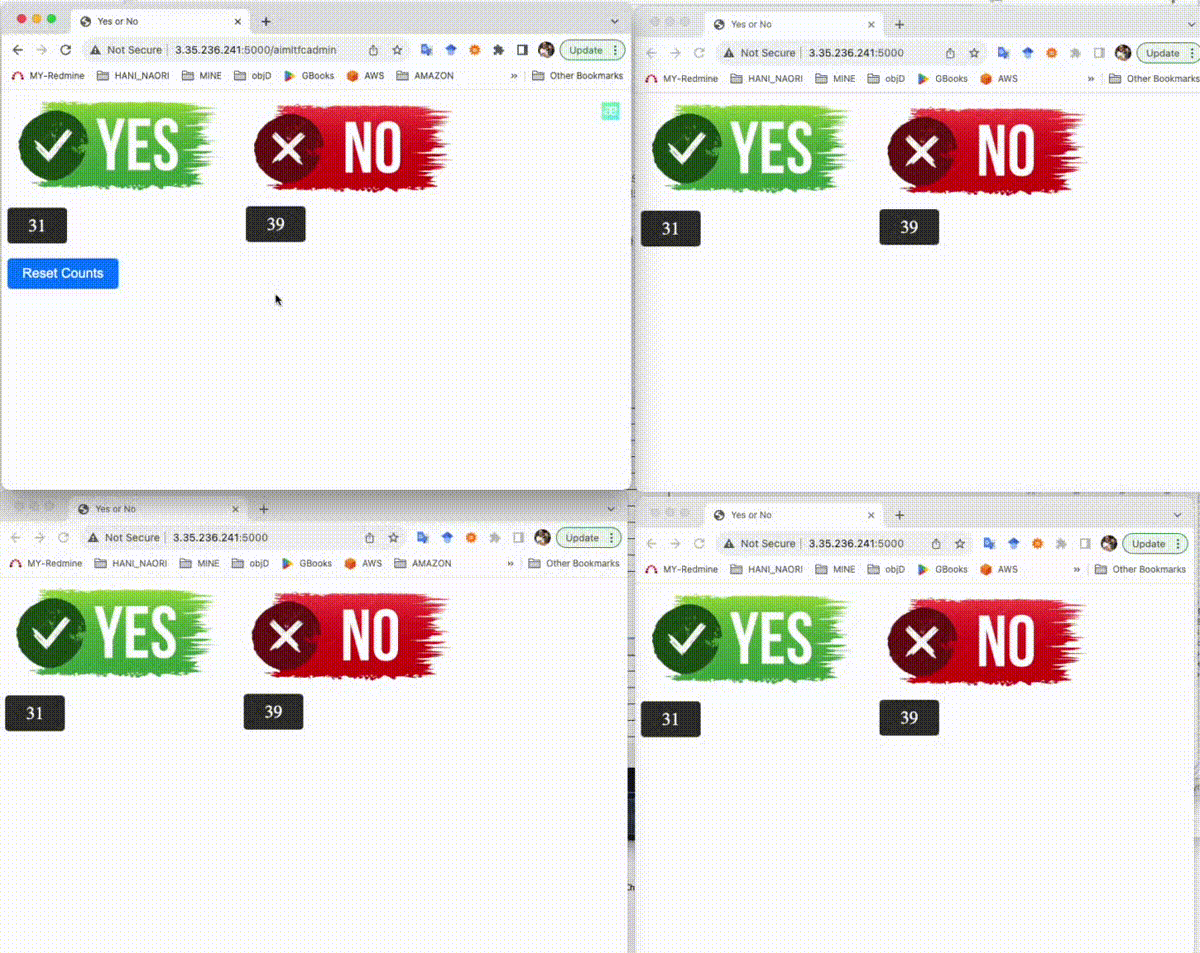 Yes or No
Not Secure 3.35.236.241:5000/aimitfcadmin Update
MY-Redmine HANI_NAORI MINE objD GBooks AWS AMAZON » Other Bookmarks
YES NO
31 39
Reset Counts
Yes or No
Not Secure 3.35.236.241:5000 Update
MY-Redmine HANI_NAORI MINE objD GBooks AWS » Other Bookmarks
YES NO
31 39
Yes or No
Not Secure 3.35.236.241:5000 Update
MY-Redmine HANI_NAORI MINE objD GBooks AWS AMAZON » Other Bookmarks
YES NO
31 39
Yes or No
Not Secure 3.35.236.241:5000 Update
MY-Redmine HANI_NAORI MINE objD GBooks AWS » Other Bookmarks
YES NO
31 39